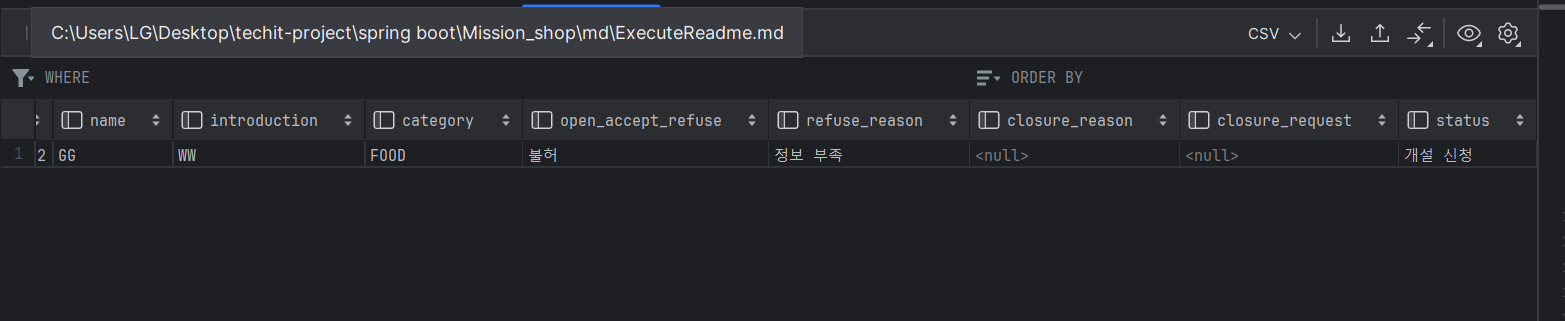 C:\Users\LG\Desktop\techit-project\spring boot\Mission_shop\md\ExecuteReadme.md
CSV
WHERE
ORDER BY
name introduction category open_accept_refuse refuse_reason closure_reason closure_request status
1 2 GG WW FOOD 불허 정보 부족 <null> <null> 개설 신청